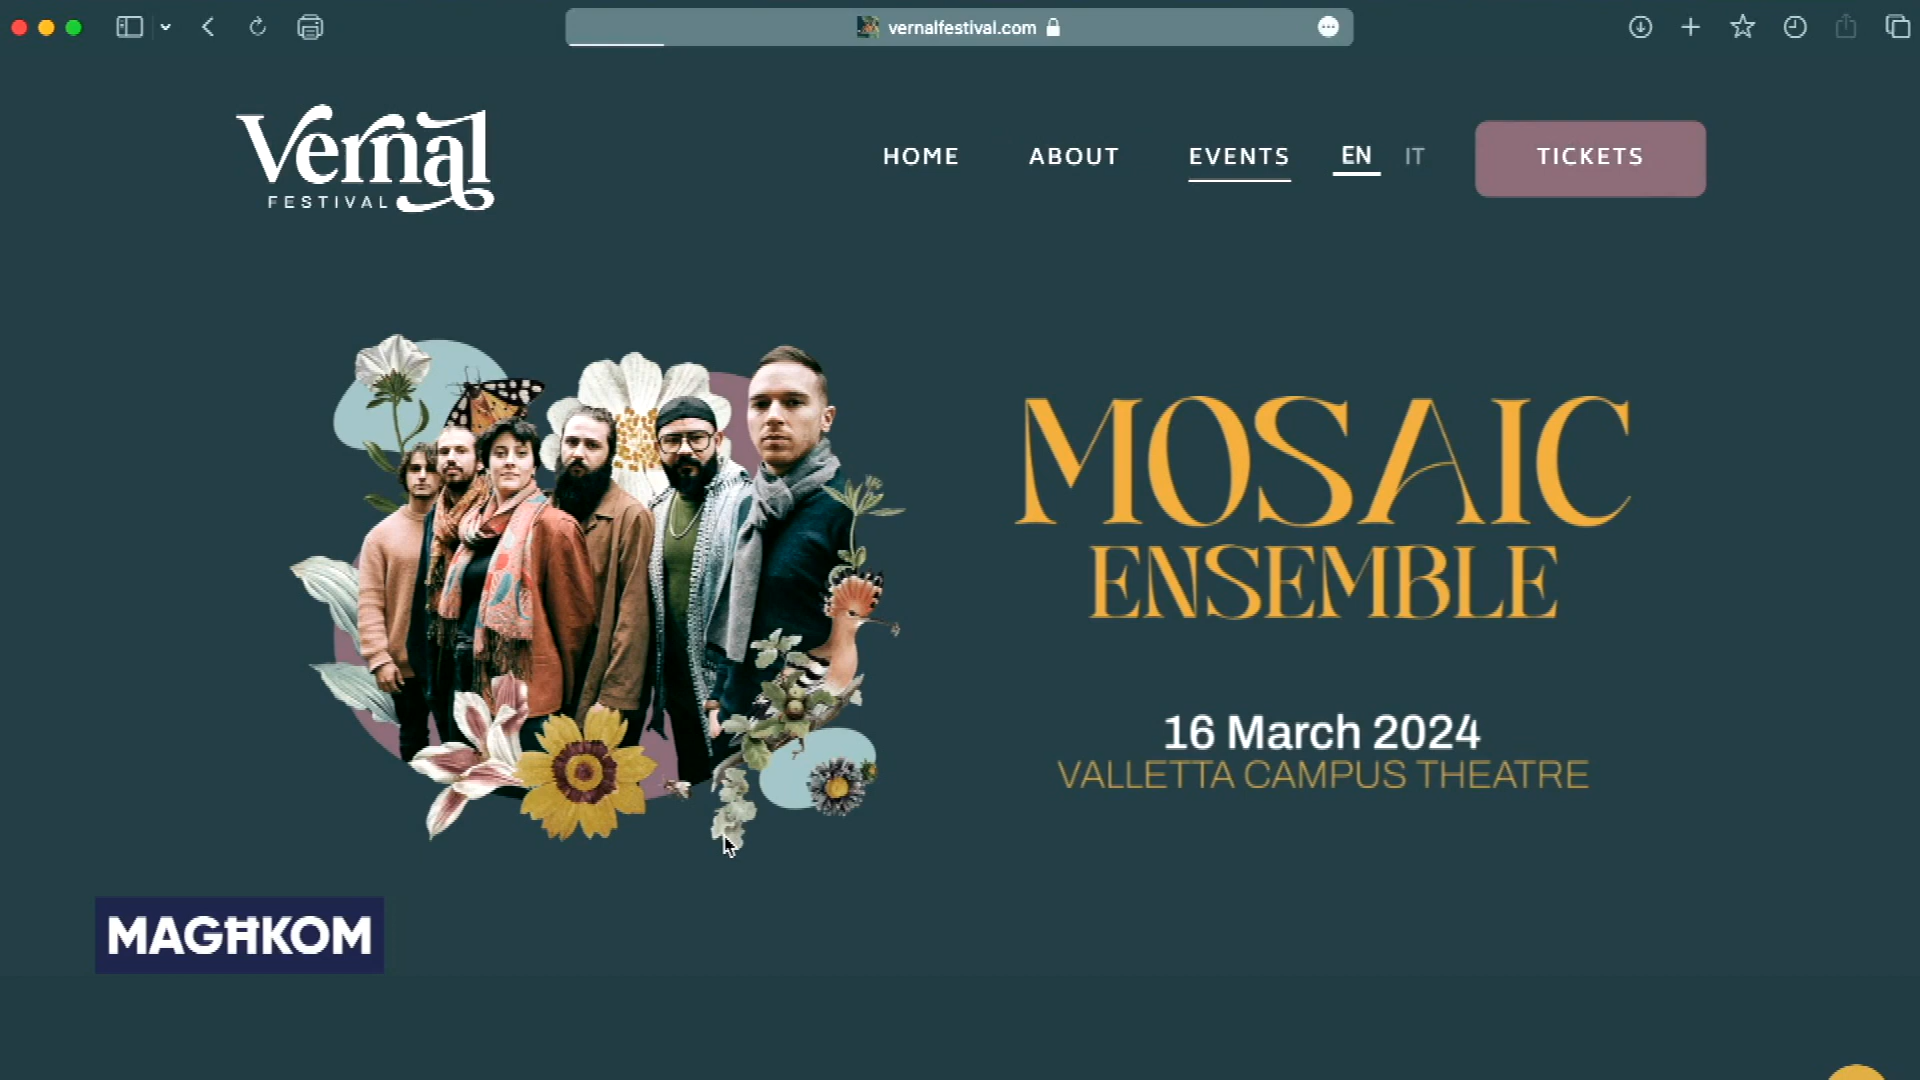 vernalfestival.com
Vernal
FESTIVAL
HOME ABOUT EVENTS EN IT TICKETS
MOSAIC
ENSEMBLE
16 March 2024
VALLETTA CAMPUS THEATRE
MAGĦKOM